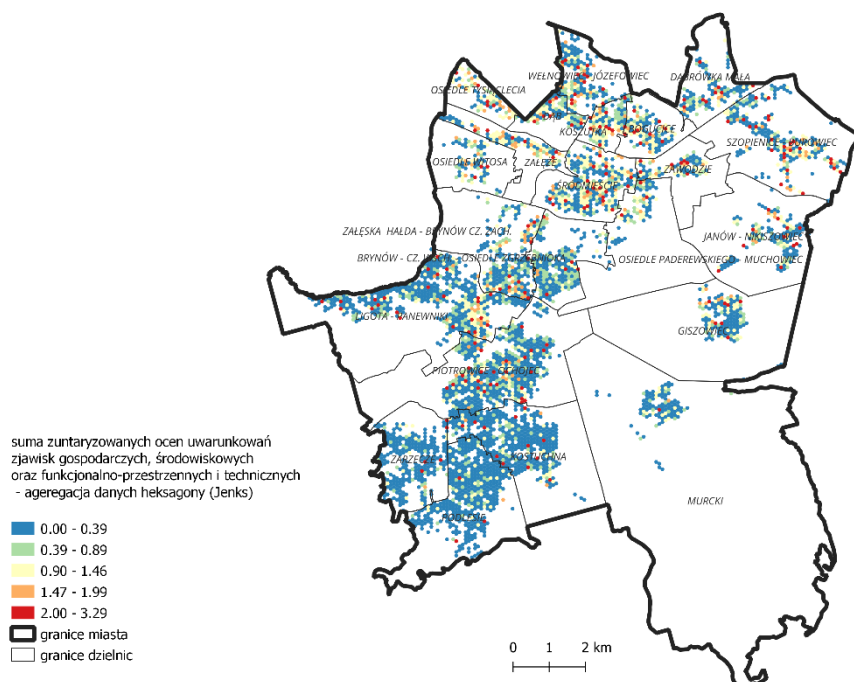 WEŁNOWIEC - JÓZEFOWIEC
DĄBRÓWKA MAŁA
OSIEDLE TYSIĄCLECIA
DĄB
KOSZUTKA
BOGUCICE
SZOPIENICE - BUROWIEC
OSIEDLE WITOSA
ZAŁĘŻE
ZAWODZIE
ŚRÓDMIEŚCIE
ZAŁĘSKA HAŁDA - BRYNÓW CZ. ZACH.
JANÓW - NIKISZOWIEC
BRYNÓW - CZ. WSCH. - OSIEDLE ZGRZEBNIOKA
OSIEDLE PADEREWSKIEGO - MUCHOWIEC
LIGOTA - PANEWNIKI
GISZOWIEC
PIOTROWICE - OCHOJEC
ZARZECZE
KOSTUCHNA
MURCKI
PODLESIE
suma zuntaryzowanych ocen uwarunkowań
zjawisk gospodarczych, środowiskowych
oraz funkcjonalno-przestrzennych i technicznych
- ageregacja danych heksagony (Jenks)
0.00 - 0.39
0.39 - 0.89
0.90 - 1.46
1.47 - 1.99
2.00 - 3.29
granice miasta
granice dzielnic
0 1 2 km